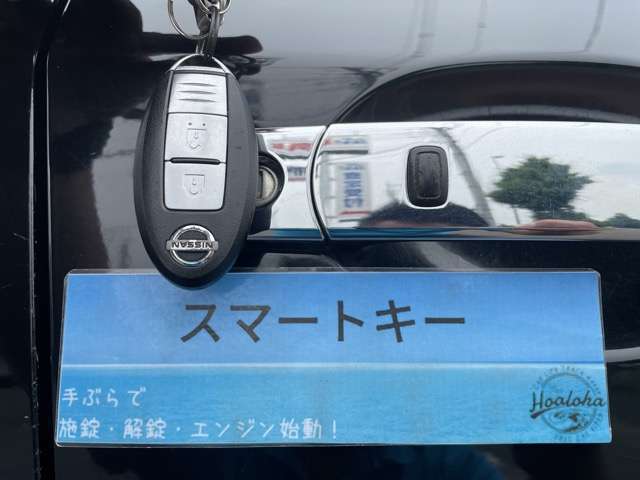 NISSAN
スマートキー
手ぶらで
施錠・解錠・エンジン始動！
Hoaloha